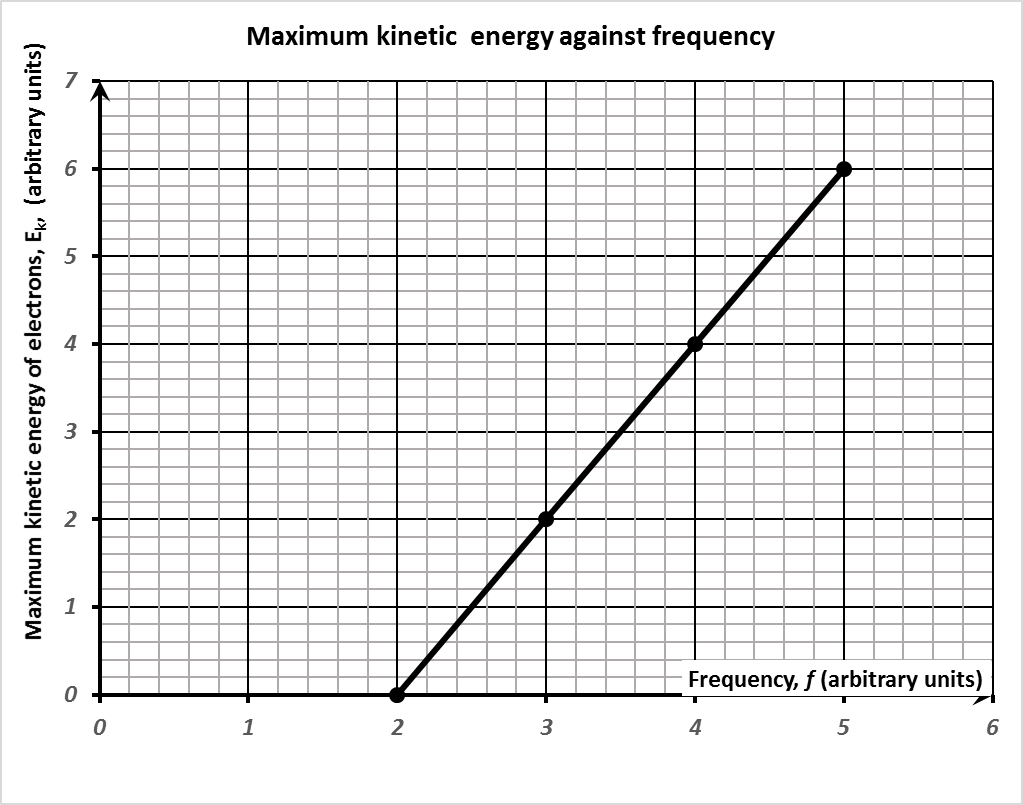 Maximum kinetic  energy against frequency
Maximum kinetic energy of electrons, Ek,  (arbitrary units)
7
6
5
4
3
2
1
0
Frequency, f (arbitrary units)
0 1 2 3 4 5 6